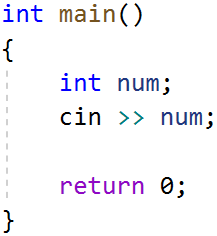 int main()
{
    int num;
    cin >> num;

    return 0;
}